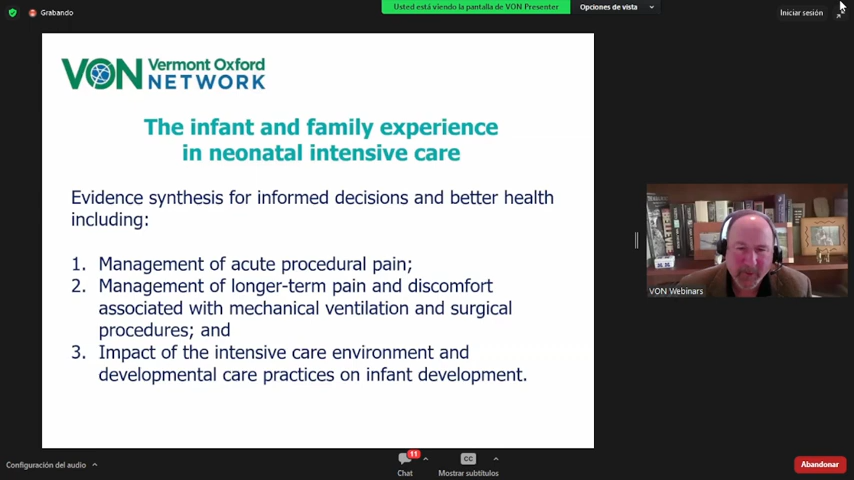 Grabando
Usted está viendo la pantalla de VON Presenter
Opciones de vista
Iniciar sesión
VON Vermont Oxford
NETWORK
The infant and family experience
in neonatal intensive care
Evidence synthesis for informed decisions and better health
including:
1. Management of acute procedural pain;
2. Management of longer-term pain and discomfort
associated with mechanical ventilation and surgical
procedures; and
3. Impact of the intensive care environment and
developmental care practices on infant development.
VON Webinars
Configuración del audio
11
Chat
CC
Mostrar subtítulos
Abandonar